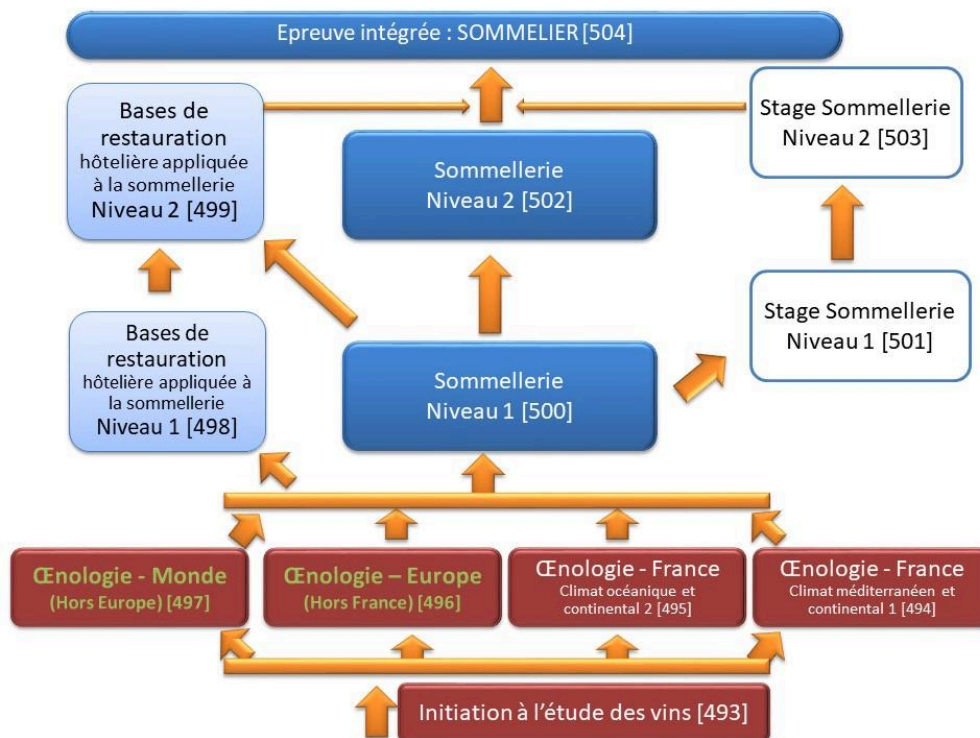 Epreuve intégrée : SOMMELIER [504]
Bases de
restauration
hôtelière appliquée
à la sommellerie
Niveau 2 [499]
Sommellerie
Niveau 2 [502]
Stage Sommellerie
Niveau 2 [503]
Bases de
restauration
hôtelière appliquée à
la sommellerie
Niveau 1 [498]
Sommellerie
Niveau 1 [500]
Stage Sommellerie
Niveau 1 [501]
Œnologie - Monde
(Hors Europe) [497]
Œnologie – Europe
(Hors France) [496]
Œnologie - France
Climat océanique et
continental 2 [495]
Œnologie - France
Climat méditerranéen et
continental 1 [494]
Initiation à l’étude des vins [493]